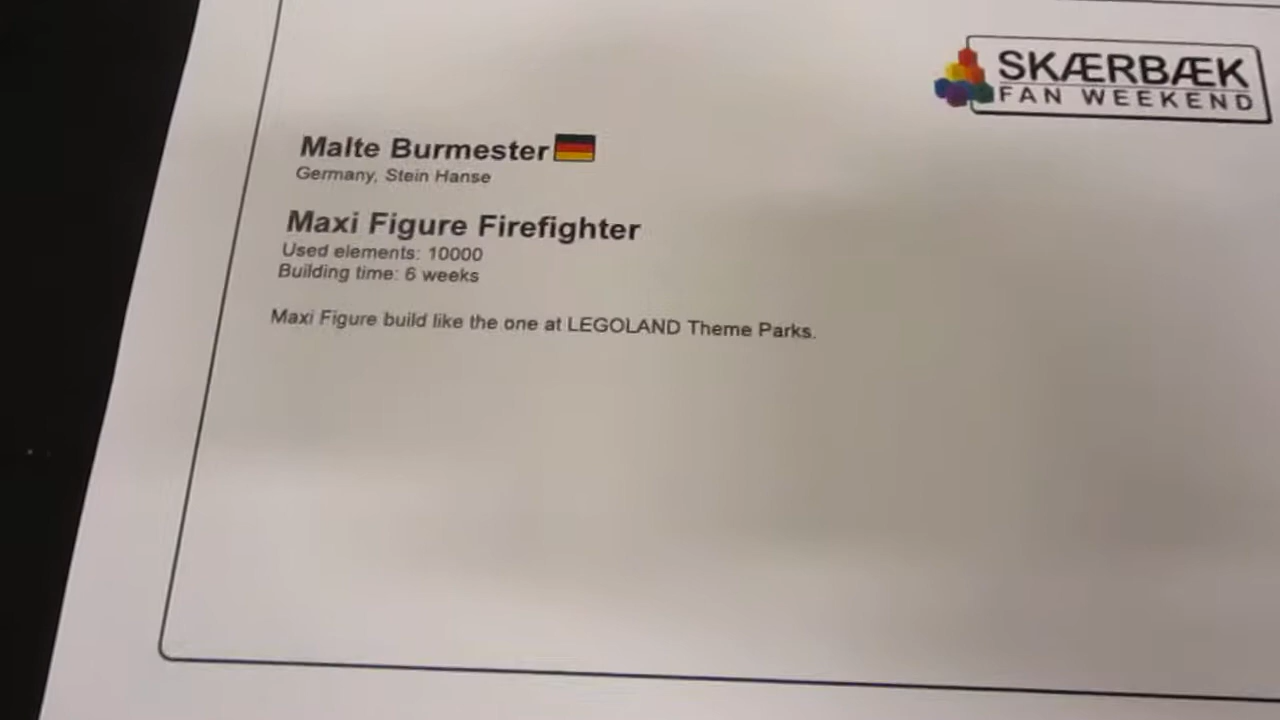 SKÆRBÆK
FAN WEEKEND
Malte Burmester
Germany, Stein Hanse
Maxi Figure Firefighter
Used elements: 10000
Building time: 6 weeks
Maxi Figure build like the one at LEGOLAND Theme Parks.